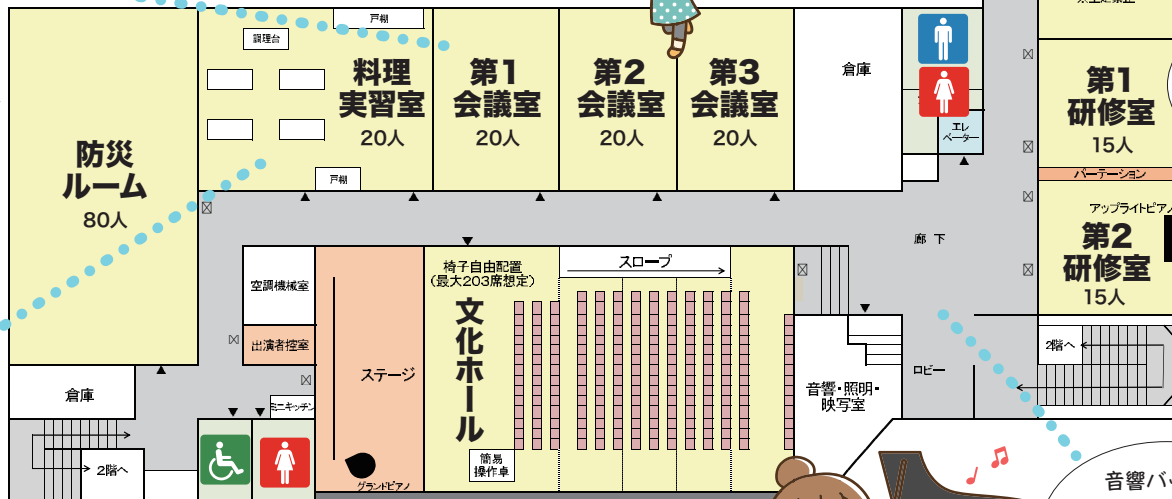 戸棚
調理台
料理
実習室
20人
戸棚
第1
会議室
20人
第2
会議室
20人
第3
会議室
20人
倉庫
エレ
ベーター
第1
研修室
15人
パーテーション
アップライトピアノ
第2
研修室
15人
防災
ルーム
80人
廊下
空調機械室
出演者控室
ステージ
グランドピアノ
椅子自由配置
(最大203席想定)
文化ホール
スロープ
簡易
操作卓
音響・照明・
映写室
ロビー
2階へ
倉庫
ミニキッチン
2階へ
音響バ